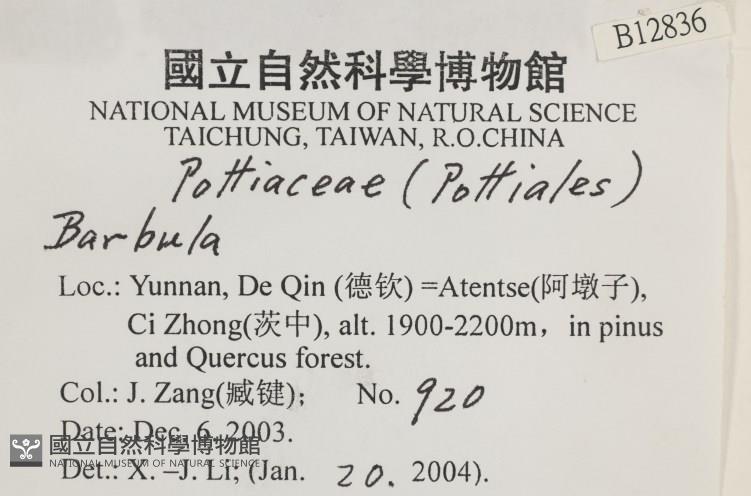 B12836
國立自然科學博物館
NATIONAL MUSEUM OF NATURAL SCIENCE
TAICHUNG, TAIWAN, R.O.CHINA
Pottiaceae (Pottiales)
Barbula
Loc.: Yunnan, De Qin (德钦) =Atentse(阿墩子),
Ci Zhong(茨中), alt. 1900-2200m，in pinus
and Quercus forest.
Col.: J. Zang(臧键); No. 920
Date: Dec. 6, 2003.
國立自然科學博物館
NATIONAL MUSEUM OF NATURAL SCIENCE
Det.: X. –J. Li; (Jan. 20. 2004).